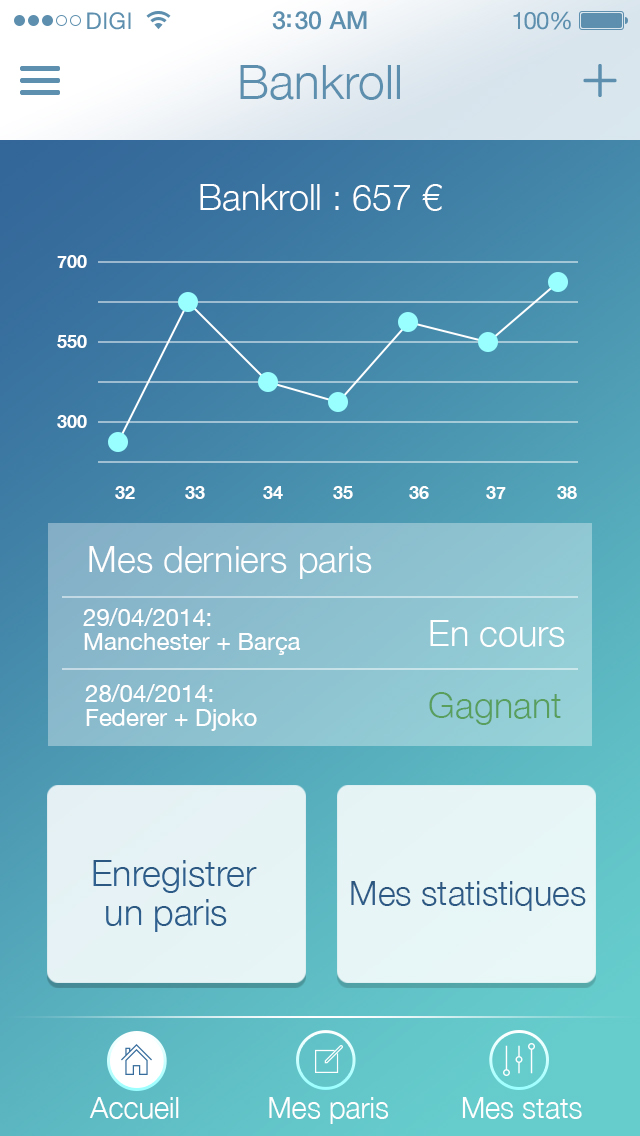 DIGI 3:30 AM 100%
Bankroll
Bankroll : 657 €
700
550
300
32 33 34 35 36 37 38
Mes derniers paris
29/04/2014:
Manchester + Barça
En cours
28/04/2014:
Federer + Djoko
Gagnant
Enregistrer
un paris
Mes statistiques
Accueil Mes paris Mes stats